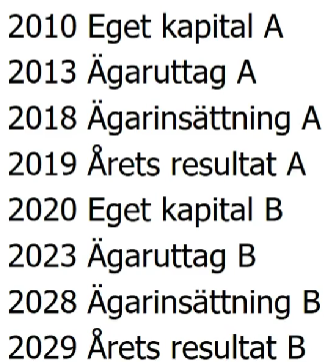 2010 Eget kapital A
2013 Ägaruttag A
2018 Ägarinsättning A
2019 Årets resultat A
2020 Eget kapital B
2023 Ägaruttag B
2028 Ägarinsättning B
2029 Årets resultat B